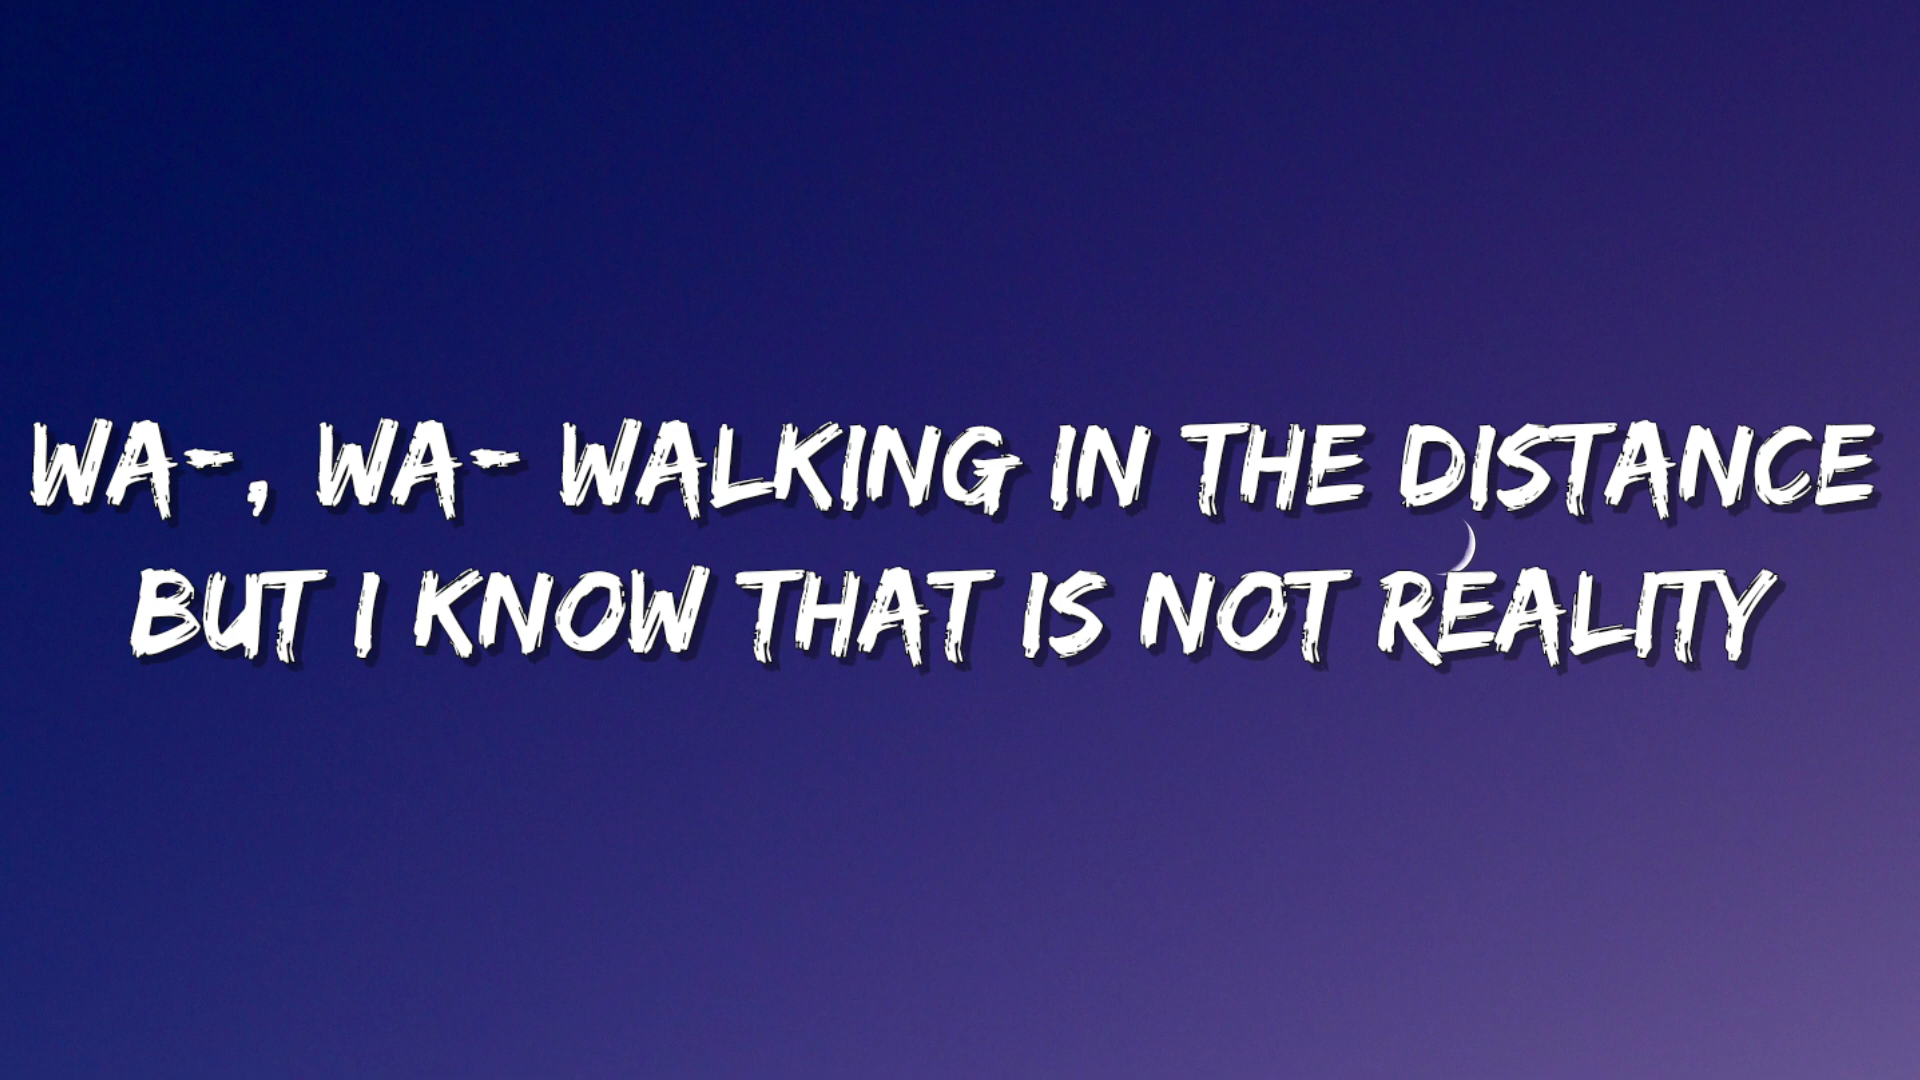 WA-, WA- WALKING IN THE DISTANCE
BUT I KNOW THAT IS NOT REALITY